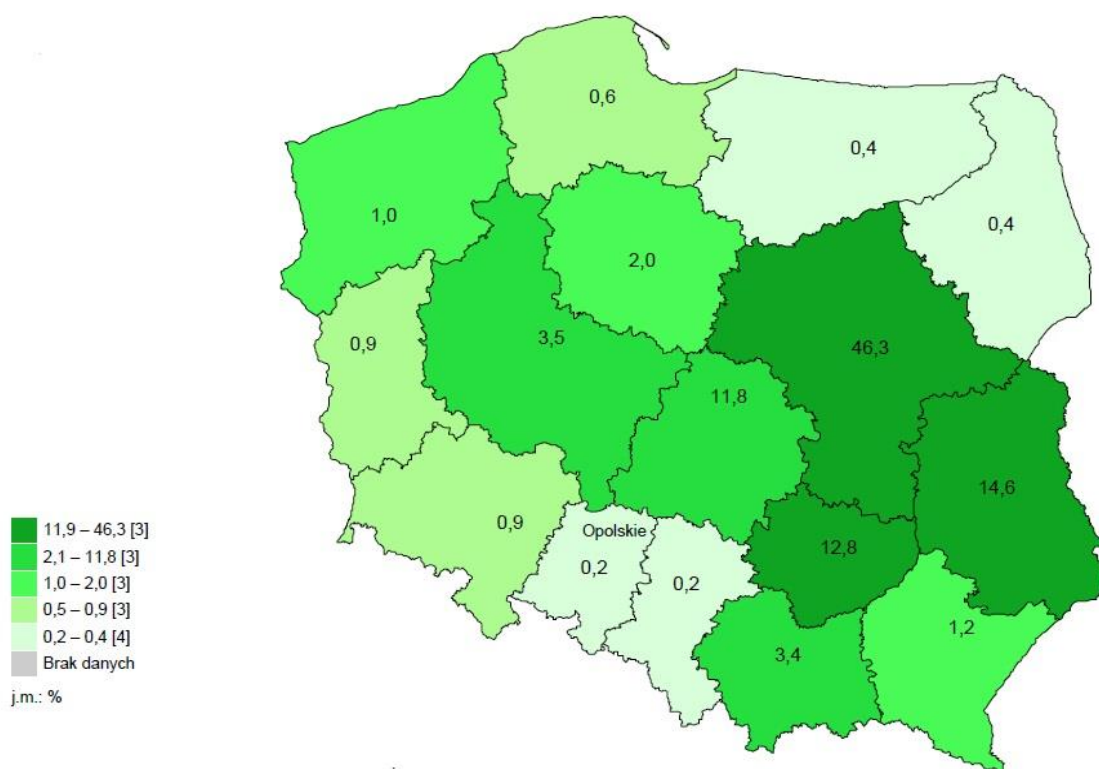 0,6
0,4
0,4
1,0
2,0
3,5
0,9
46,3
11,8
14,6
0,9
Opolskie
0,2
0,2
12,8
1,2
3,4
11,9 – 46,3 [3]
2,1 – 11,8 [3]
1,0 – 2,0 [3]
0,5 – 0,9 [3]
0,2 – 0,4 [4]
Brak danych
j.m.: %